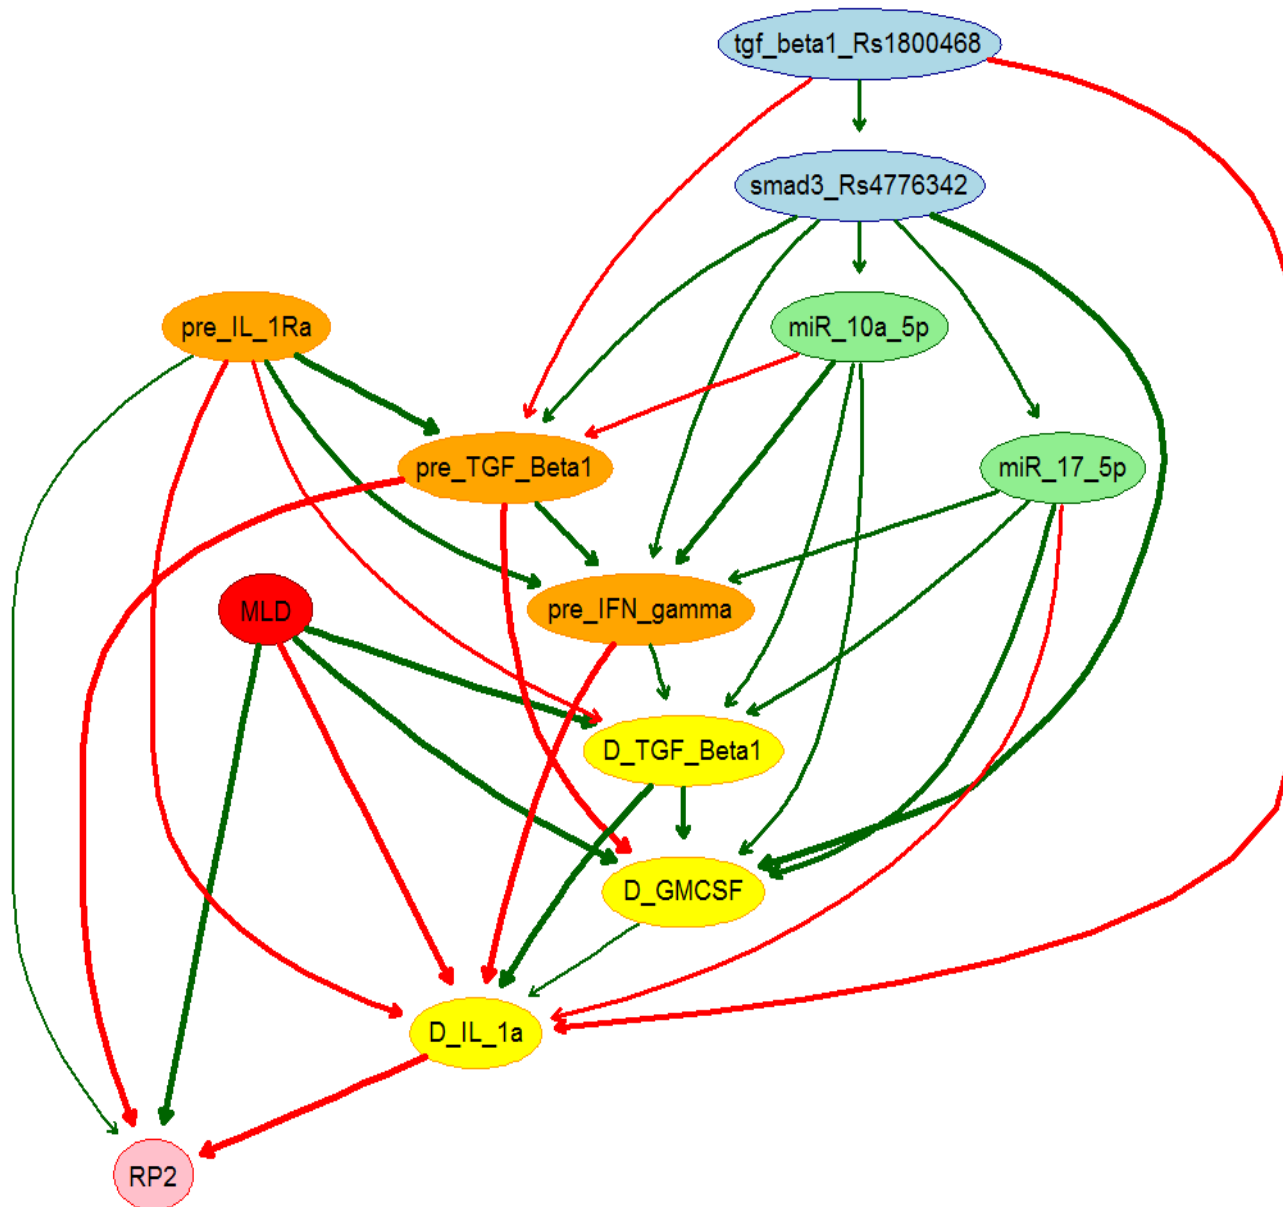 tgf_beta1_Rs1800468
smad3_Rs4776342
pre_IL_1Ra
miR_10a_5p
pre_TGF_Beta1
miR_17_5p
MLD
pre_IFN_gamma
D_TGF_Beta1
D_GMCSF
D_IL_1a
RP2